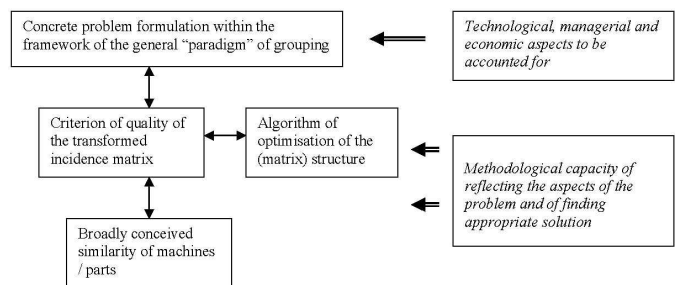 Concrete problem formulation within the
framework of the general “paradigm” of grouping
Technological, managerial and
economic aspects to be
accounted for
Criterion of quality of
the transformed
incidence matrix
Algorithm of
optimisation of the
(matrix) structure
Methodological capacity of
reflecting the aspects of the
problem and of finding
appropriate solution
Broadly conceived
similarity of machines
/ parts